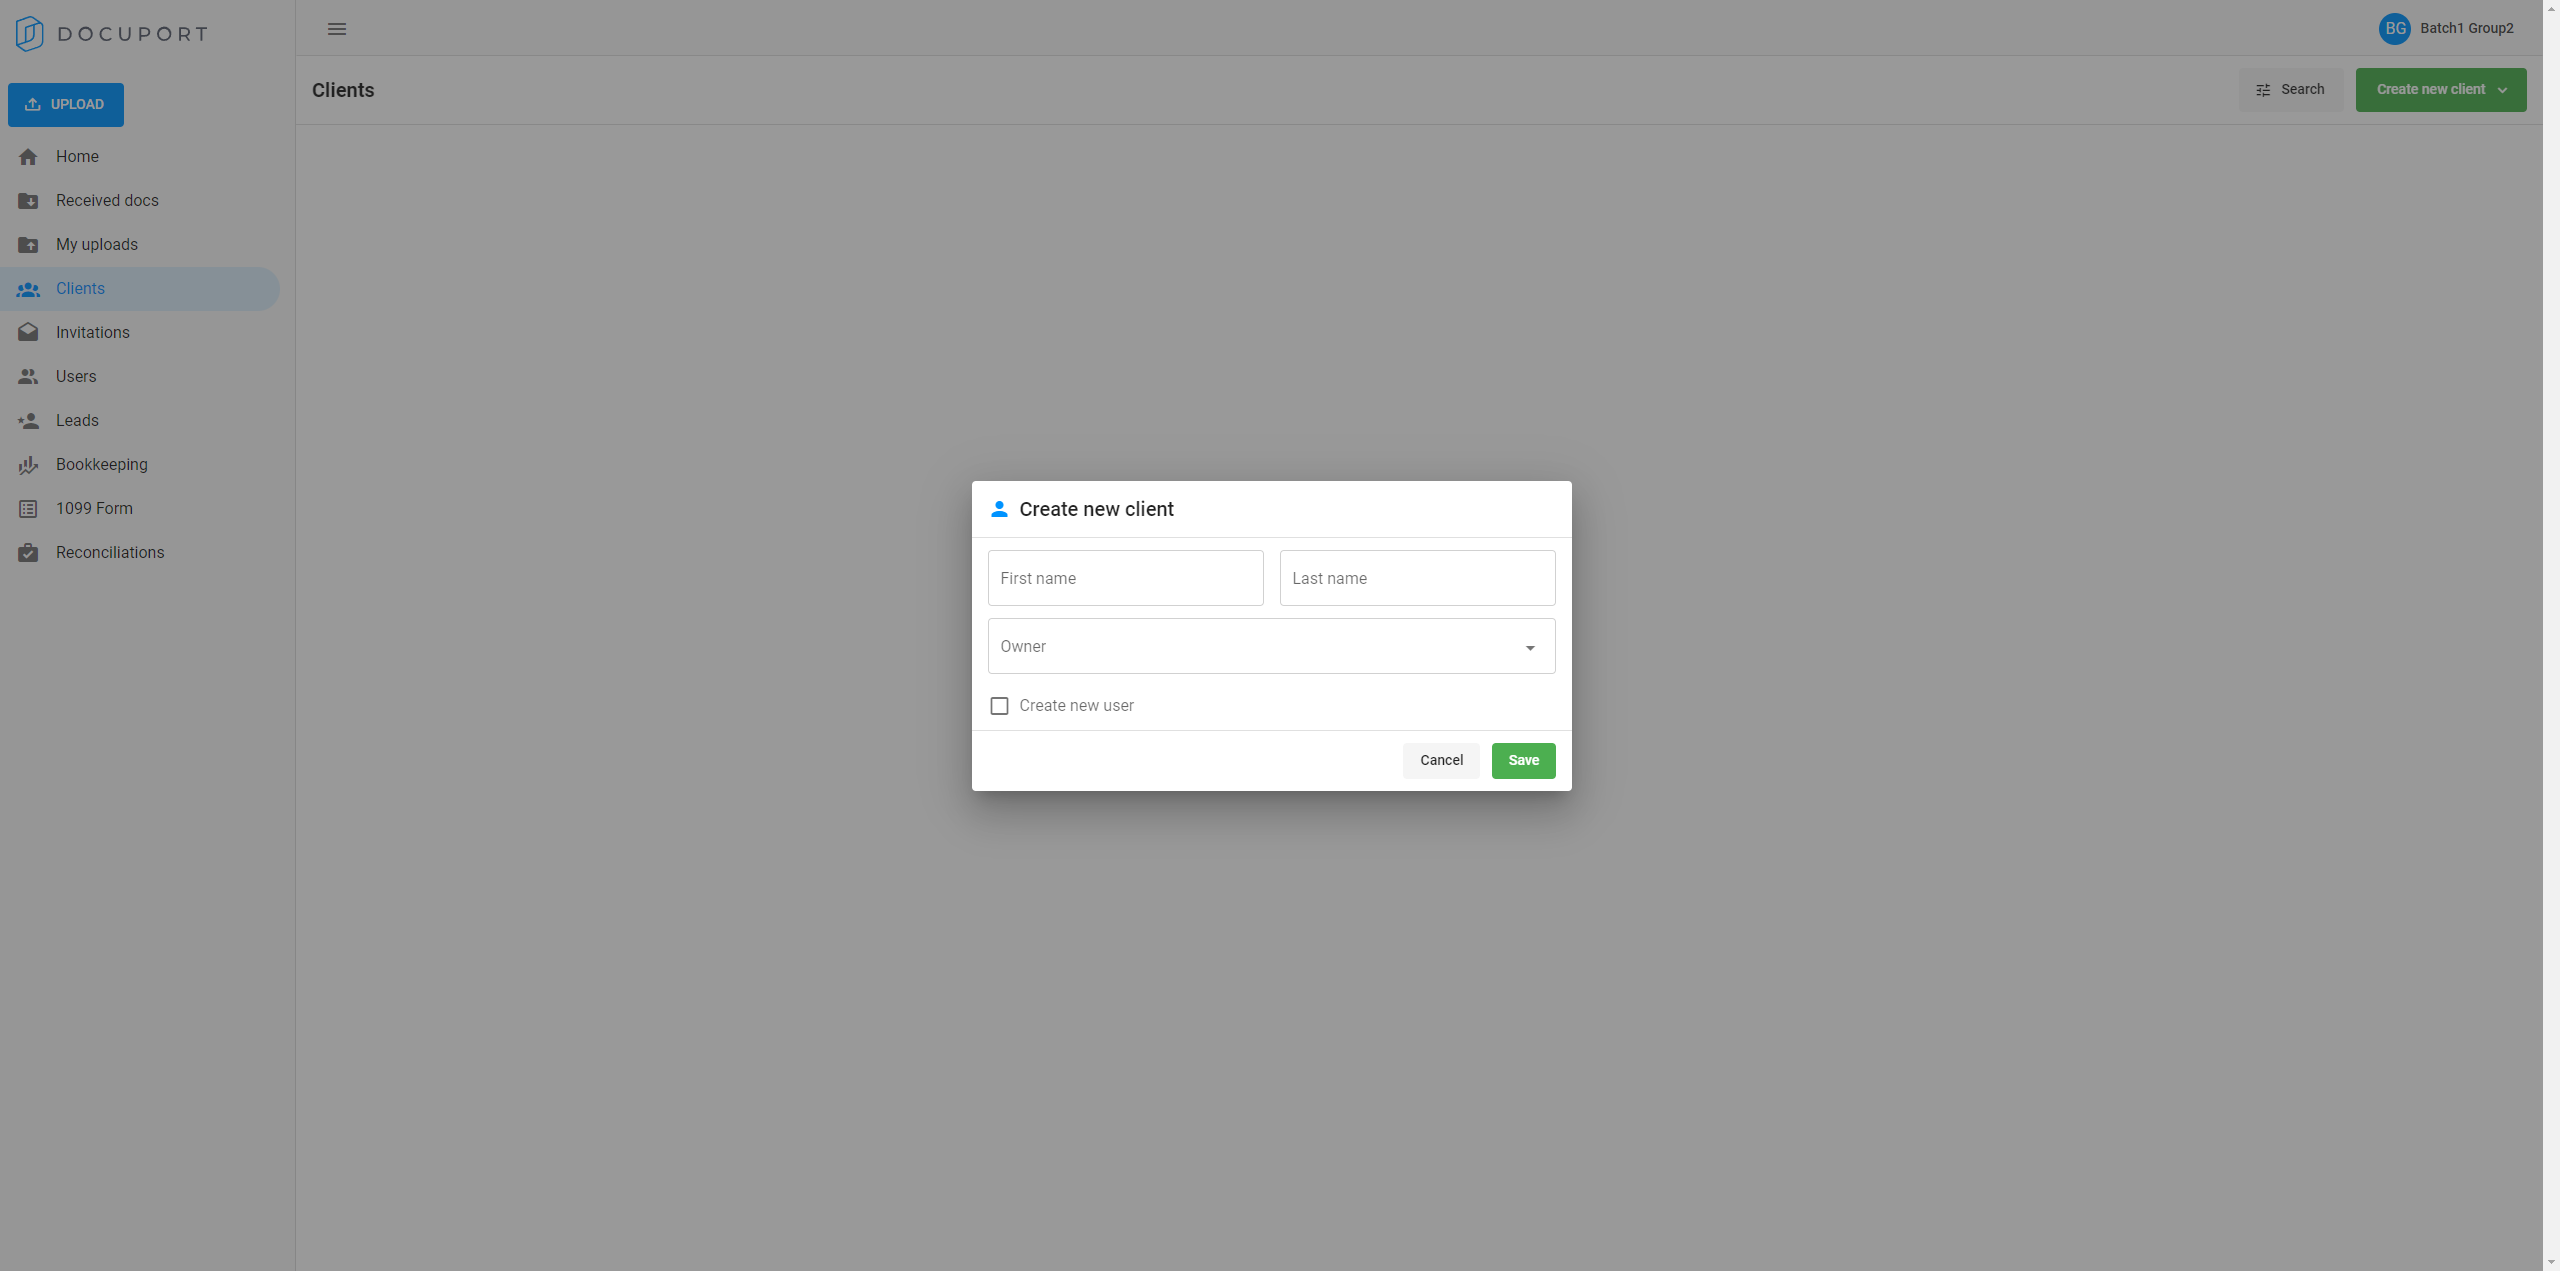 DOCUPORT
BG Batch1 Group2
UPLOAD
Clients
Search
Create new client
Home
Received docs
My uploads
Clients
Invitations
Users
Leads
Bookkeeping
1099 Form
Reconciliations
Create new client
First name
Last name
Owner
Create new user
Cancel
Save